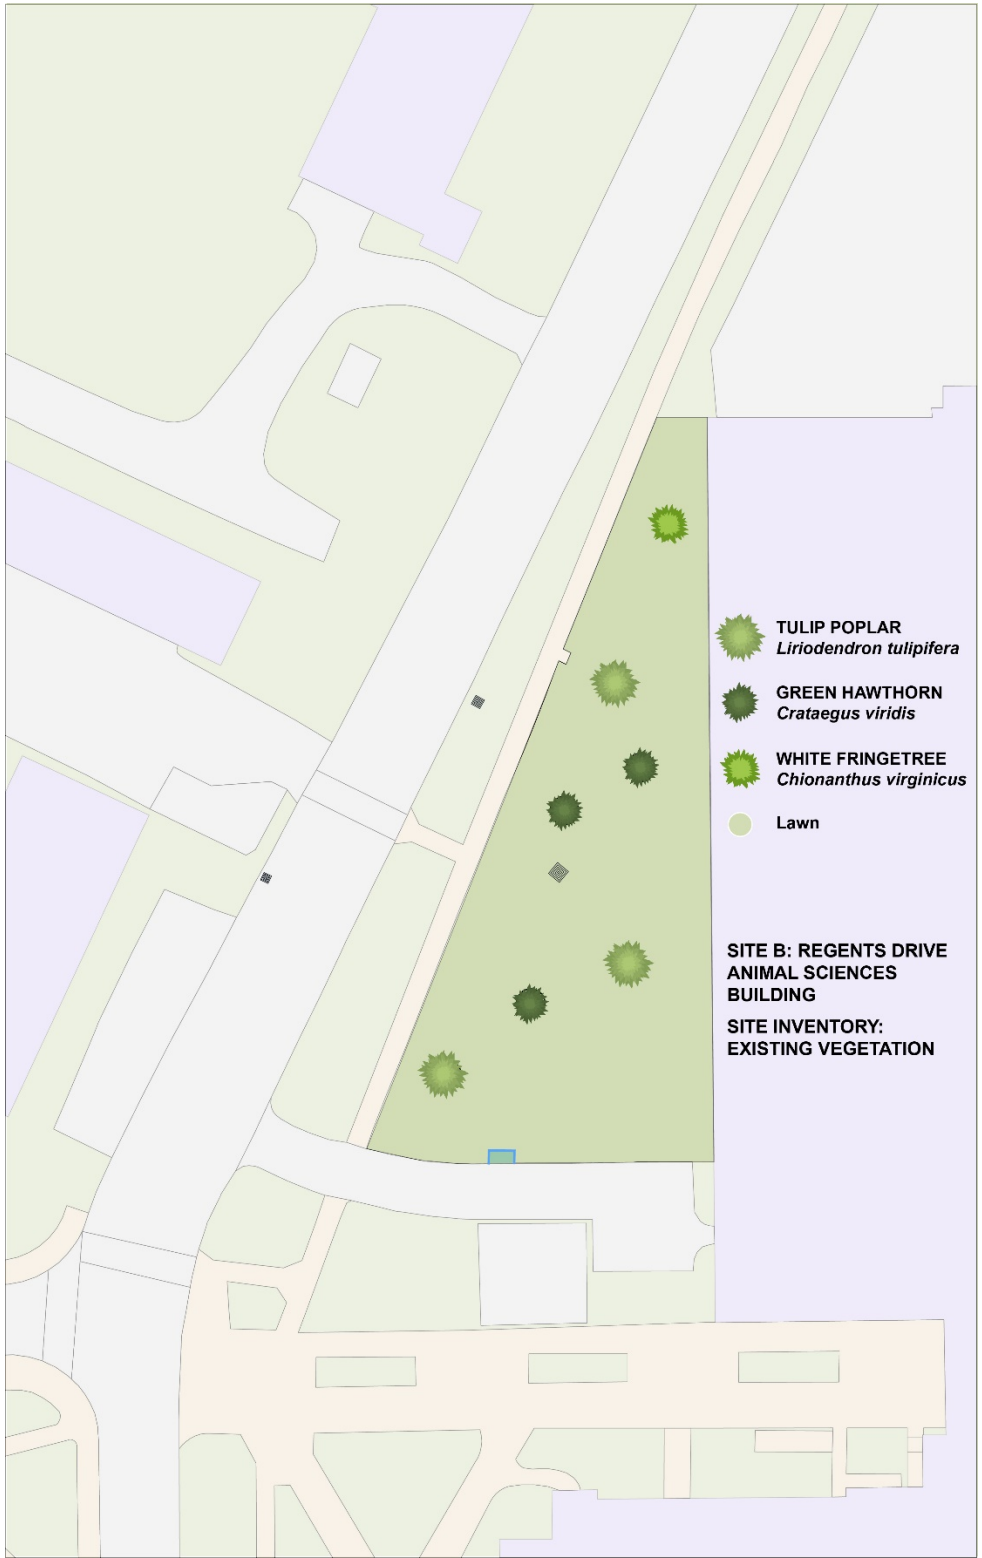 TULIP POPLAR
Liriodendron tulipifera
GREEN HAWTHORN
Crataegus viridis
WHITE FRINGETREE
Chionanthus virginicus
Lawn
SITE B: REGENTS DRIVE
ANIMAL SCIENCES
BUILDING
SITE INVENTORY:
EXISTING VEGETATION